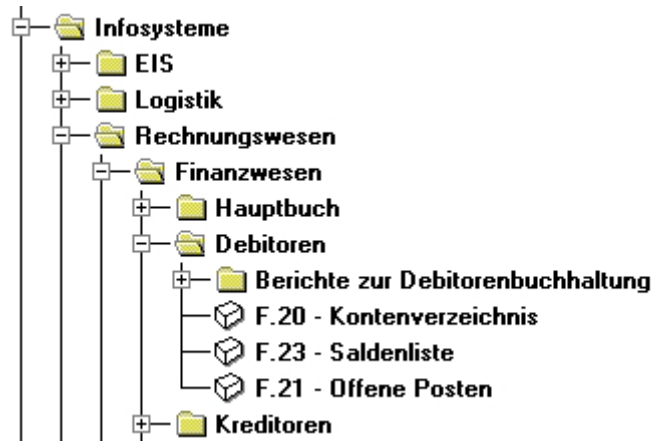 Infosysteme
EIS
Logistik
Rechnungswesen
Finanzwesen
Hauptbuch
Debitoren
Berichte zur Debitorenbuchhaltung
F.20 - Kontenverzeichnis
F.23 - Saldenliste
F.21 - Offene Posten
Kreditoren